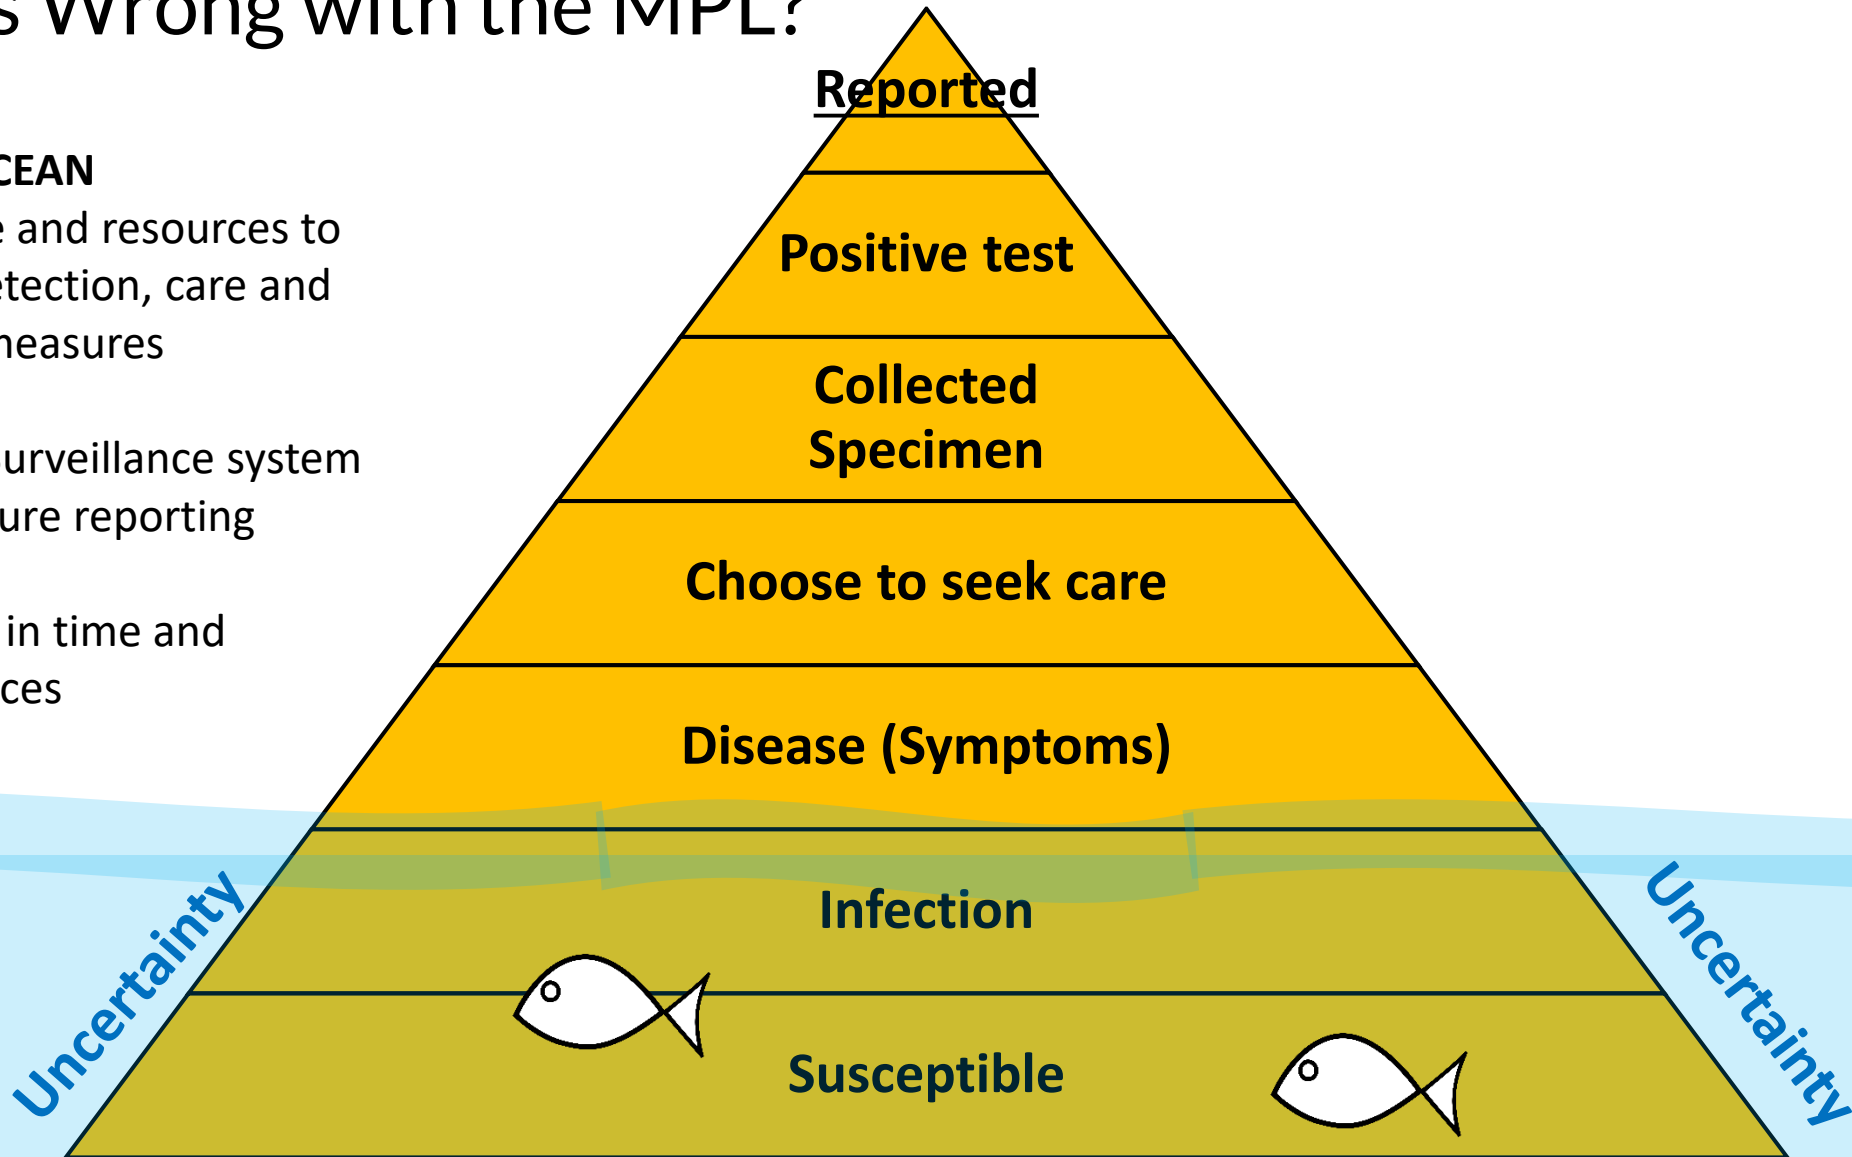 s Wrong with the MPL?
Reported
CEAN
e and resources to
etection, care and
measures
Surveillance system
ure reporting
in time and
ces
Positive test
Collected
Specimen
Choose to seek care
Disease (Symptoms)
Infection
Susceptible
Uncertainty
Uncertainty